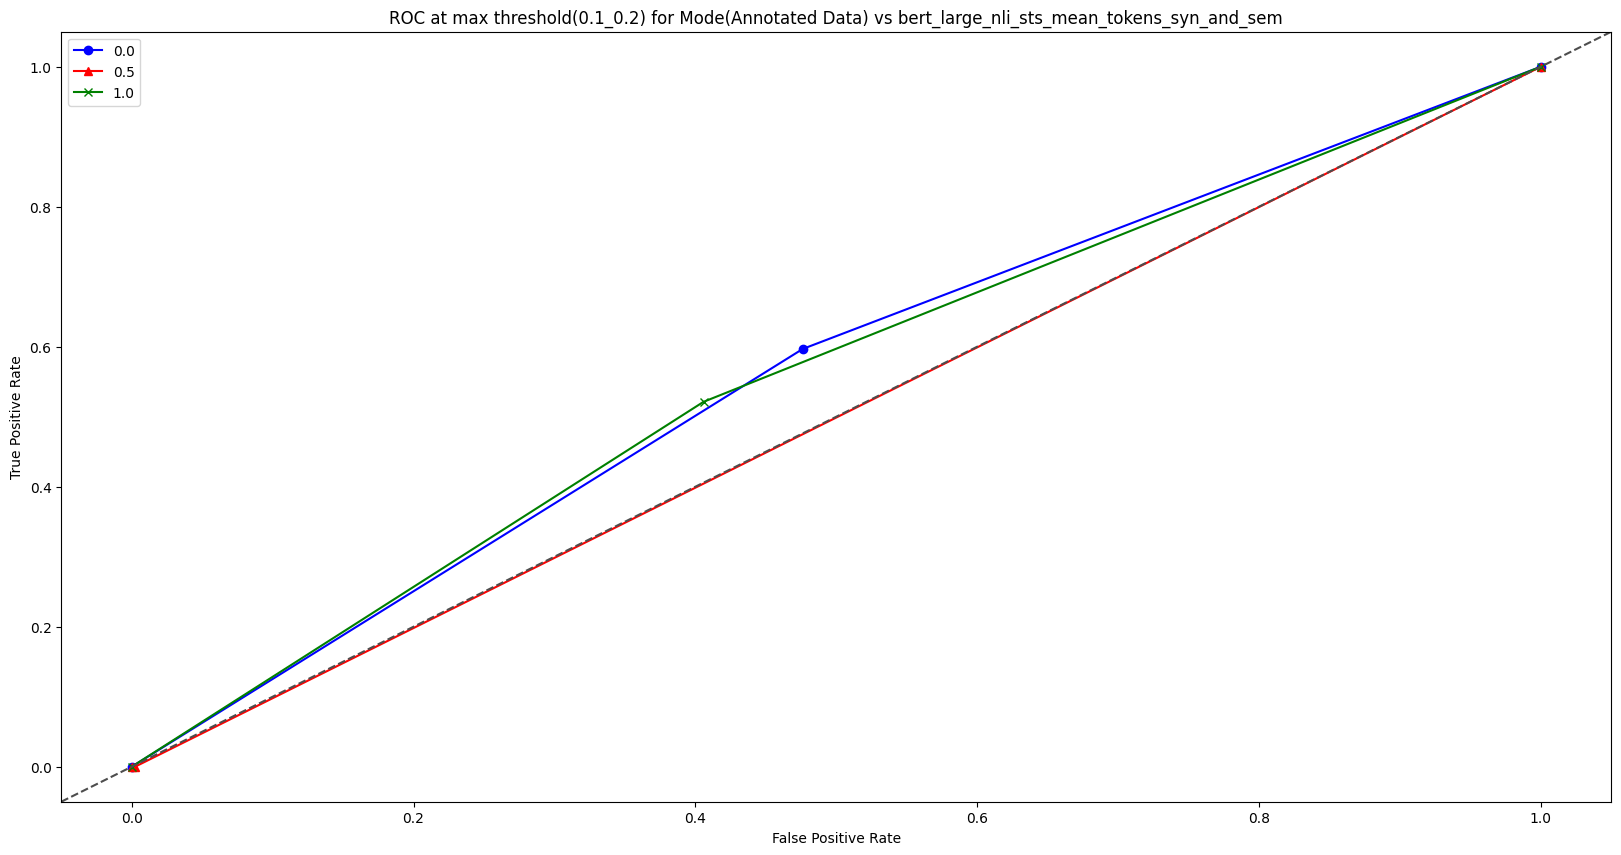 ROC at max threshold(0.1_0.2) for Mode(Annotated Data) vs bert_large_nli_sts_mean_tokens_syn_and_sem
0.0
0.5
1.0
1.0
0.8
0.6
0.4
0.2
0.0
True Positive Rate
0.0 0.2 0.4 0.6 0.8 1.0
False Positive Rate